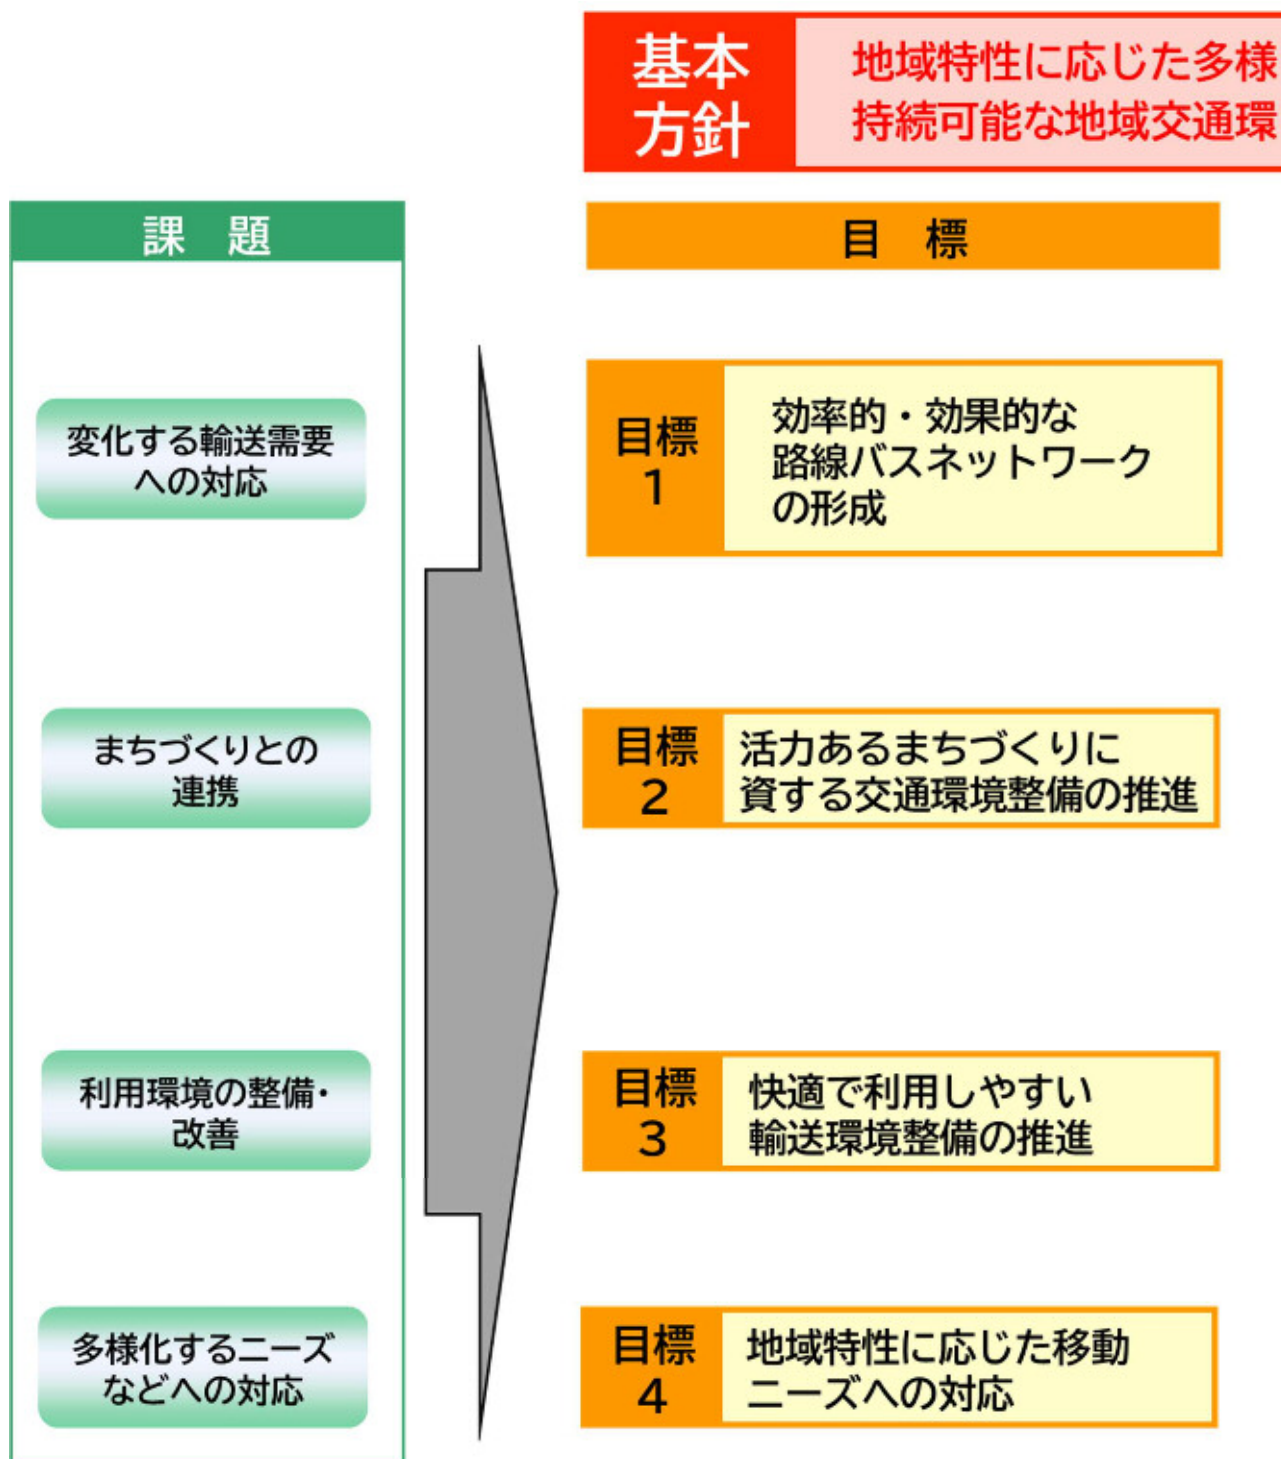 基本
方針
地域特性に応じた多様
持続可能な地域交通環
課　題
目　標
変化する輸送需要
への対応
目標
1
効率的・効果的な
路線バスネットワーク
の形成
まちづくりとの
連携
目標
2
活力あるまちづくりに
資する交通環境整備の推進
利用環境の整備・
改善
目標
3
快適で利用しやすい
輸送環境整備の推進
多様化するニーズ
などへの対応
目標
4
地域特性に応じた移動
ニーズへの対応